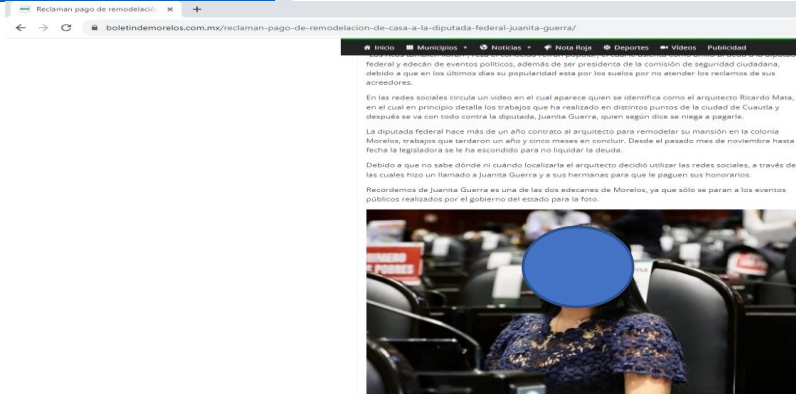 Reclaman pago de remodelació
boletindemorelos.com.mx/reclaman-pago-de-remodelacion-de-casa-a-la-diputada-federal-juanita-guerra/
Inicio Municipios Noticias Nota Roja Deportes Vídeos Publicidad
federal y edecán de eventos políticos, además de ser presidenta de la comisión de seguridad ciudadana,
debido a que en los últimos días su popularidad esta por los suelos por no atender los reclamos de sus
acreedores.
En las redes sociales circula un video en el cual aparece quien se identifica como el arquitecto Ricardo Mata,
en el cual en principio detalla los trabajos que ha realizado en distintos puntos de la ciudad de Cuautla y
después se va con todo contra la diputada, Juanita Guerra, quien según dice se niega a pagarle.
La diputada federal hace más de un año contrato al arquitecto para remodelar su mansión en la colonia
Morelos, trabajos que tardaron un año y cinco meses en concluir. Desde el pasado mes de noviembre hasta
fecha la legisladora se le ha escondido para no liquidar la deuda.
Debido a que no sabe dónde ni cuándo localizarla el arquitecto decidió utilizar las redes sociales, a través de
las cuales hizo un llamado a Juanita Guerra y a sus hermanas para que le paguen sus honorarios.
Recordemos de Juanita Guerra es una de las dos edecanes de Morelos, ya que sólo se paran a los eventos
públicos realizados por el gobierno del estado para la foto.
PRIMERO
POBRES